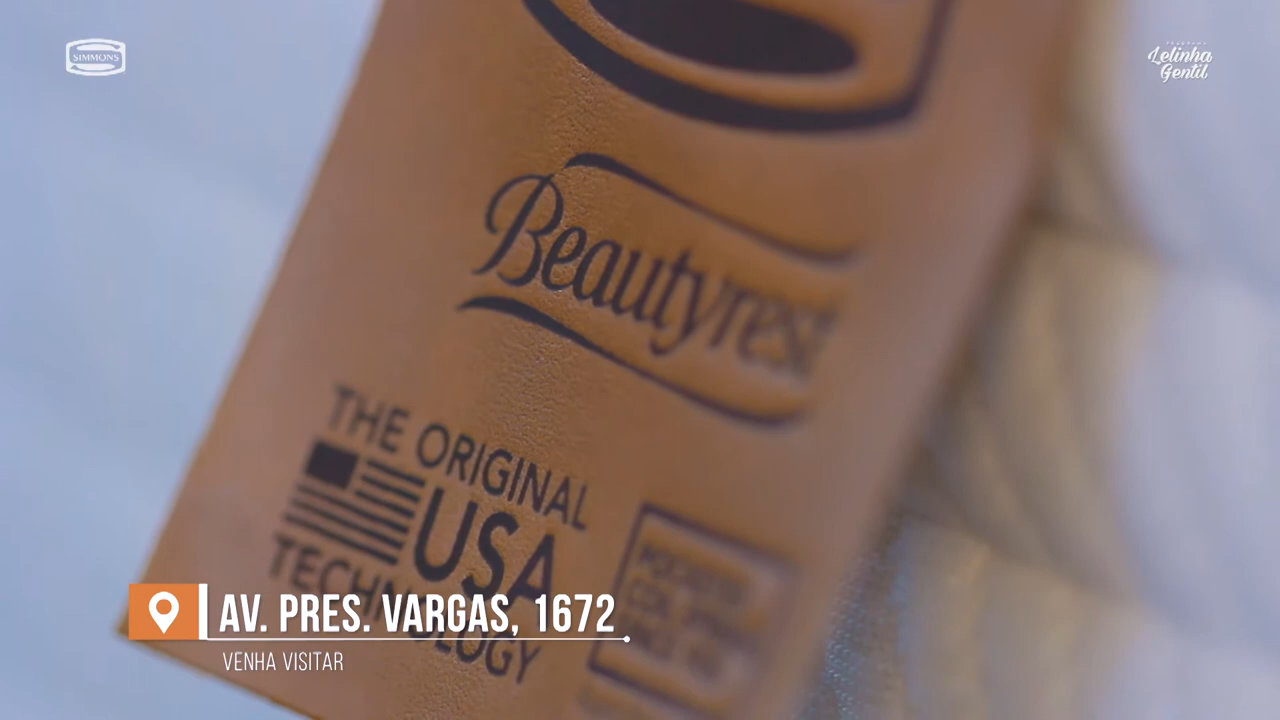 SIMMONS
Letinha
Gentil
Beautyrest
THE ORIGINAL
USA
TECHNOLOGY
AV. PRES. VARGAS, 1672
VENHA VISITAR